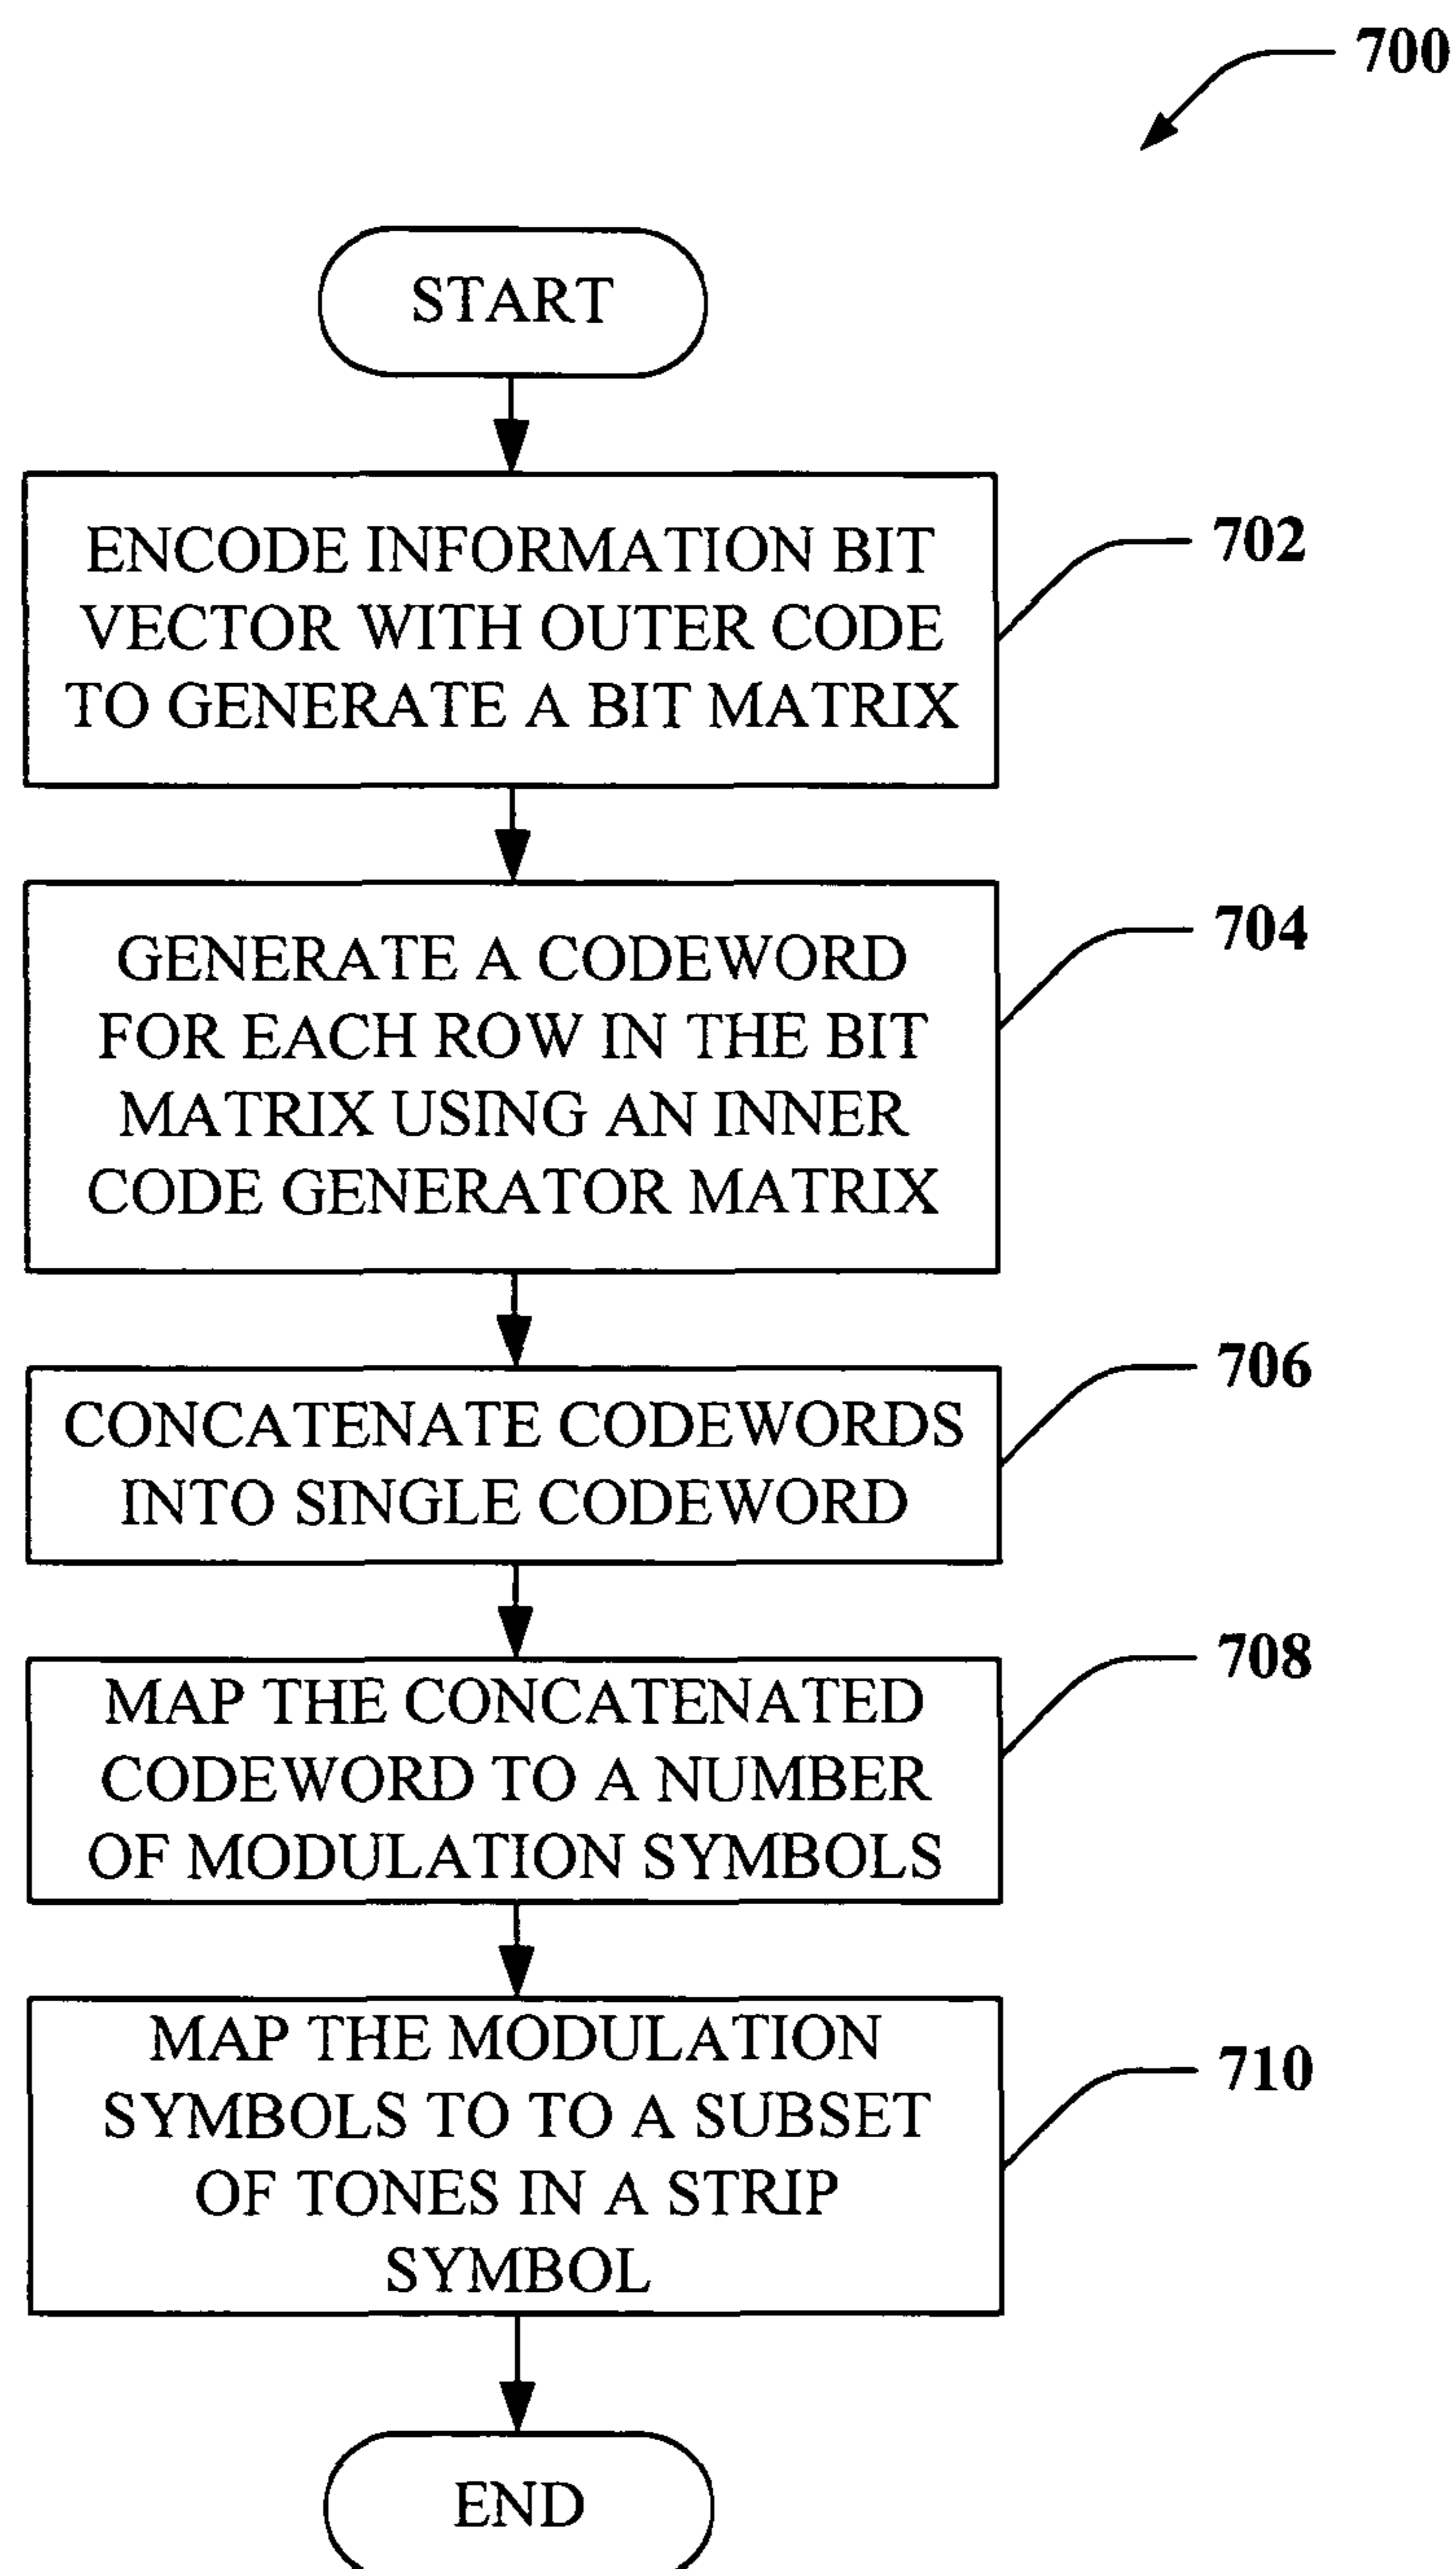 700
START
ENCODE INFORMATION BIT
VECTOR WITH OUTER CODE
TO GENERATE A BIT MATRIX
702
GENERATE A CODEWORD
FOR EACH ROW IN THE BIT
MATRIX USING AN INNER
CODE GENERATOR MATRIX
704
CONCATENATE CODEWORDS
INTO SINGLE CODEWORD
706
MAP THE CONCATENATED
CODEWORD TO A NUMBER
OF MODULATION SYMBOLS
708
MAP THE MODULATION
SYMBOLS TO TO A SUBSET
OF TONES IN A STRIP
SYMBOL
710
END